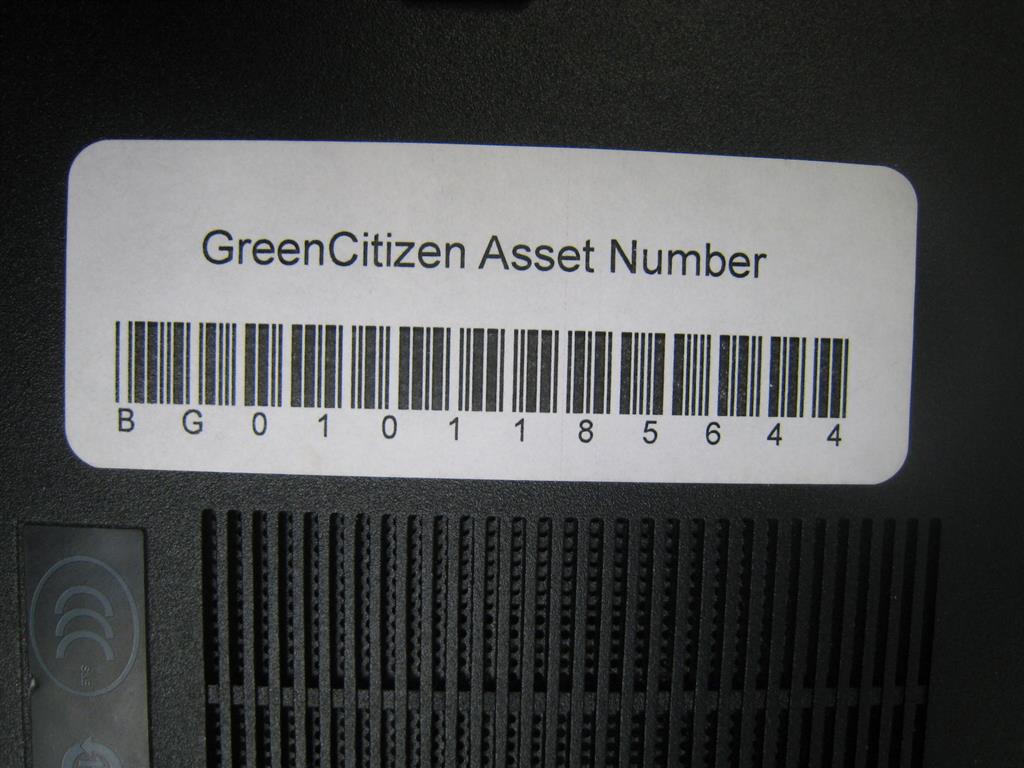 GreenCitizen Asset Number
B G 0 1 0 1 1 8 5 6 4 4